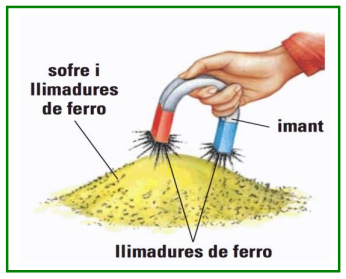 sofre i
llimadures
de ferro
imant
llimadures de ferro